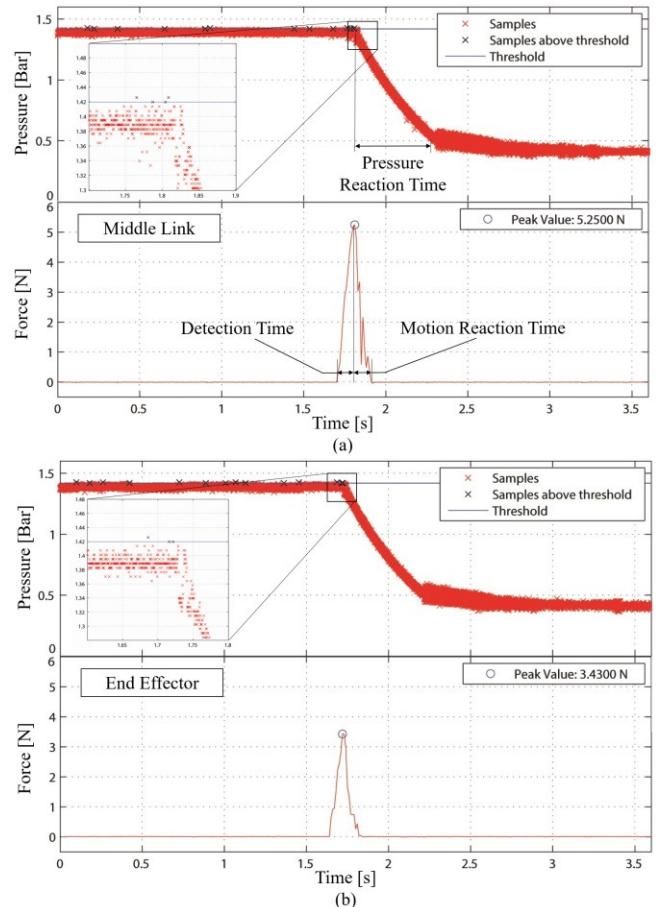 1.5
1
0.5
0
Pressure [Bar]
× Samples
× Samples above threshold
Threshold
1.48
1.46
1.44
1.42
1.4
1.38
1.36
1.34
1.32
1.3
1.75 1.8 1.85 1.9
Pressure
Reaction Time
6
5
4
3
2
1
0
Force [N]
Middle Link
Peak Value: 5.2500 N
Detection Time
Motion Reaction Time
0 0.5 1 1.5 2 2.5 3 3.5
Time [s]
(a)
1.5
1
0.5
0
Pressure [Bar]
× Samples
× Samples above threshold
Threshold
1.48
1.46
1.44
1.42
1.4
1.38
1.36
1.34
1.32
1.3
1.65 1.7 1.75 1.8
6
5
4
3
2
1
0
Force [N]
End Effector
Peak Value: 3.4300 N
0 0.5 1 1.5 2 2.5 3 3.5
Time [s]
(b)